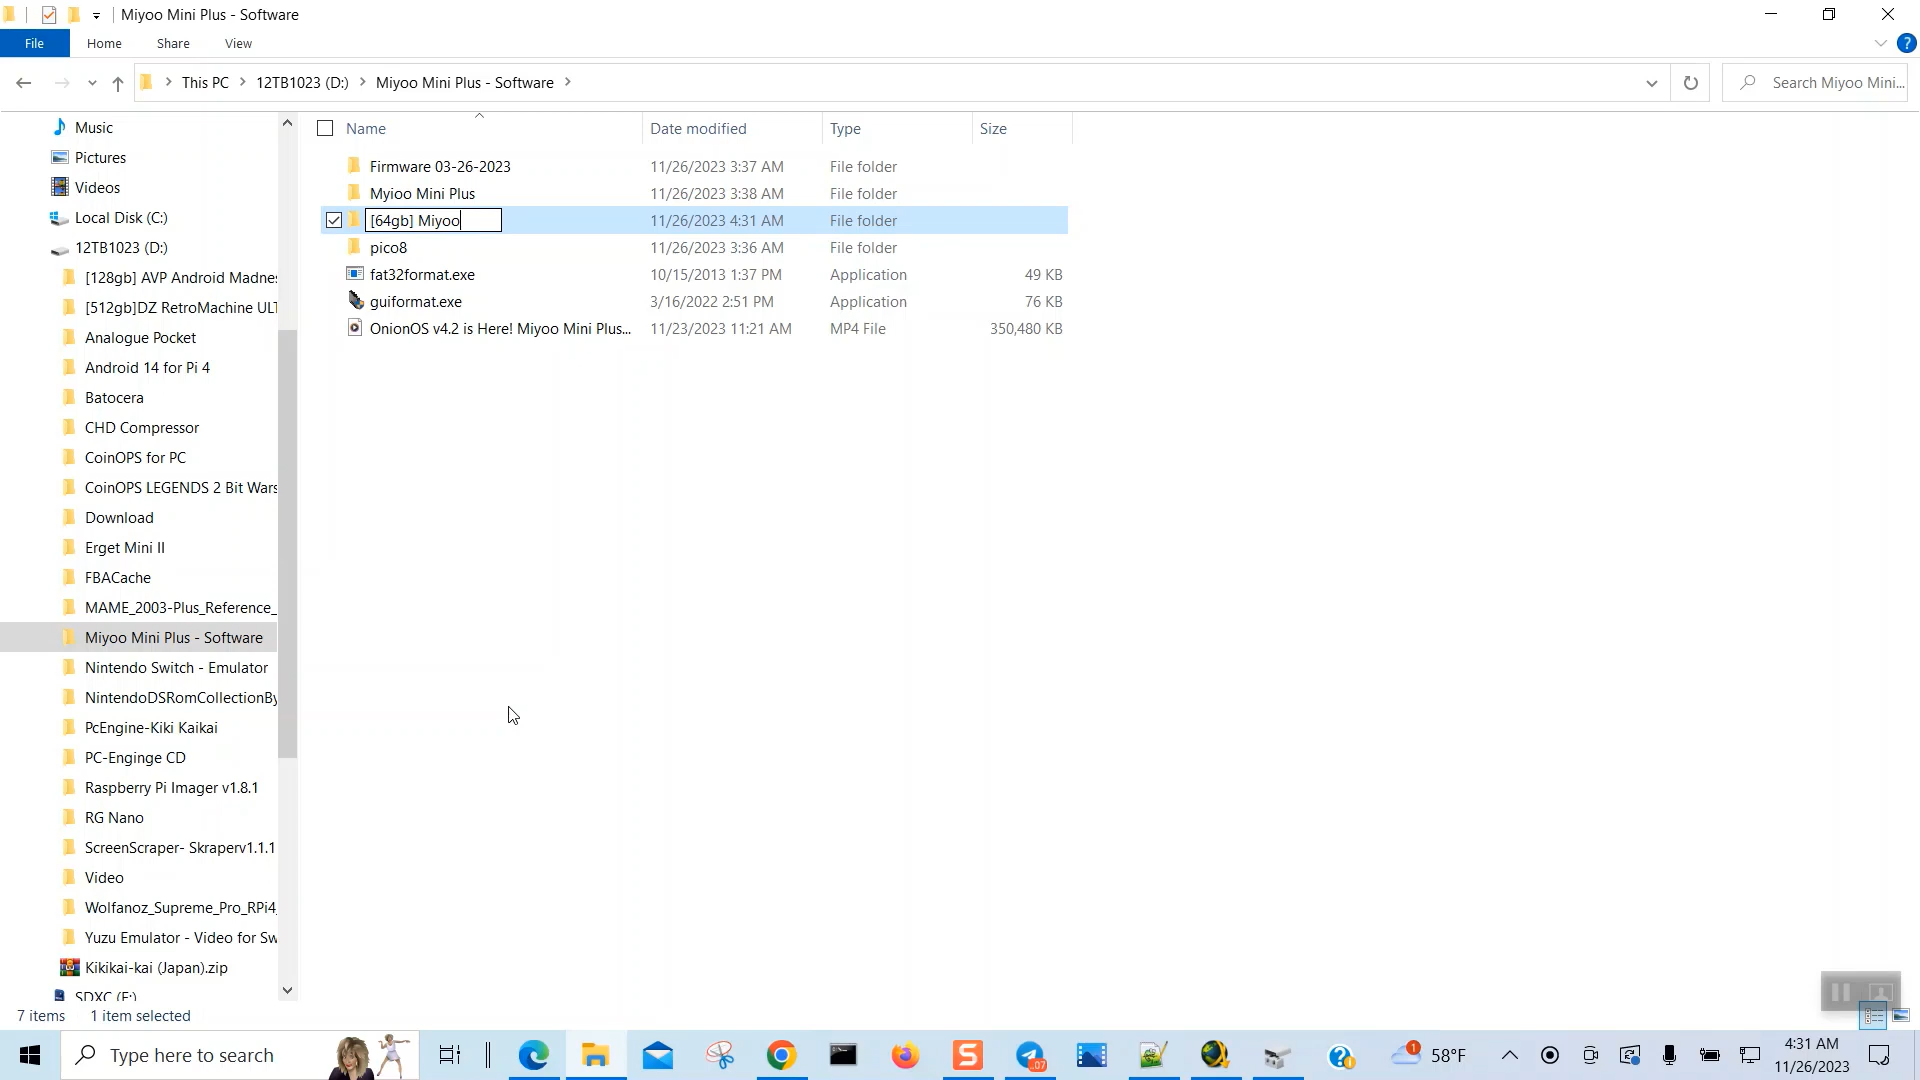 Miyoo Mini Plus - Software
File Home Share View
This PC 12TB1023 (D:) Miyoo Mini Plus - Software
Search Miyoo Mini...
Name Date modified Type Size
Firmware 03-26-2023 11/26/2023 3:37 AM File folder
Myioo Mini Plus 11/26/2023 3:38 AM File folder
[64gb] Miyoo 11/26/2023 4:31 AM File folder
pico8 11/26/2023 3:36 AM File folder
fat32format.exe 10/15/2013 1:37 PM Application 49 KB
guiformat.exe 3/16/2022 2:51 PM Application 76 KB
OnionOS v4.2 is Here! Miyoo Mini Plus... 11/23/2023 11:21 AM MP4 File 350,480 KB
Music
Pictures
Videos
Local Disk (C:)
12TB1023 (D:)
[128gb] AVP Android Madnes
[512gb]DZ RetroMachine ULT
Analogue Pocket
Android 14 for Pi 4
Batocera
CHD Compressor
CoinOPS for PC
CoinOPS LEGENDS 2 Bit Wars
Download
Erget Mini II
FBACache
MAME_2003-Plus_Reference_
Miyoo Mini Plus - Software
Nintendo Switch - Emulator
NintendoDSRomCollectionBy
PcEngine-Kiki Kaikai
PC-Enginge CD
Raspberry Pi Imager v1.8.1
RG Nano
ScreenScraper- Skraperv1.1.1
Video
Wolfanoz_Supreme_Pro_RPi4_
Yuzu Emulator - Video for Sw
Kikikai-kai (Japan).zip
SDXC (F:)
7 items 1 item selected
Type here to search
.07
1
58°F
4:31 AM
11/26/2023